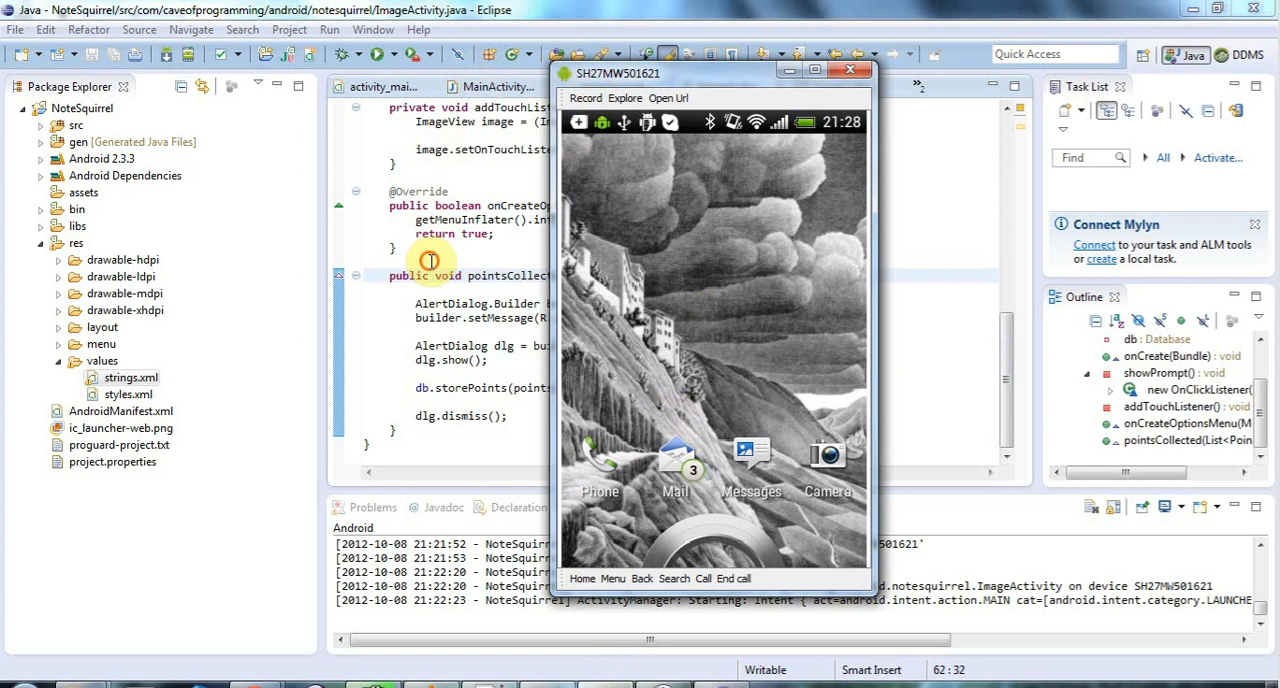 Java - NoteSquirrel/src/com/caveofprogramming/android/notesquirrel/ImageActivity.java - Eclipse
File Edit Refactor Source Navigate Search Project Run Window Help
Quick Access
Java
DDMS
Package Explorer
NoteSquirrel
src
gen [Generated Java Files]
Android 2.3.3
Android Dependencies
assets
bin
libs
res
drawable-hdpi
drawable-ldpi
drawable-mdpi
drawable-xhdpi
layout
menu
values
strings.xml
styles.xml
AndroidManifest.xml
ic_launcher-web.png
proguard-project.txt
project.properties
activity_mai...
MainActivity...
»2
private void addTouchList
ImageView image = (Im
image.setOnTouchListe
}
@Override
public boolean onCreateOp
getMenuInflater().in
return true;
}
public void pointsCollect
AlertDialog.Builder b
builder.setMessage(R.
AlertDialog dlg = bui
dlg.show();
db.storePoints(points
dlg.dismiss();
}
}
SH27MW501621
Record Explore Open Url
21:28
Phone
Mail
3
Messages
Camera
Home Menu Back Search Call End call
Task List
Find
All
Activate...
Connect Mylyn
Connect to your task and ALM tools
or create a local task.
Outline
db : Database
onCreate(Bundle) : void
showPrompt() : void
new OnClickListener(
addTouchListener() : void
onCreateOptionsMenu(M
pointsCollected(List<Poin
Problems @ Javadoc Declaration
Android
[2012-10-08 21:21:52 - NoteS
501621'
[2012-10-08 21:21:53 - NoteS
[2012-10-08 21:22:20 - NoteS
[2012-10-08 21:22:20 - NoteS
d.notesquirrel.ImageActivity on device SH27MW501621
[2012-10-08 21:22:23 - NoteSquirrel] ActivityManager: Starting: Intent { act=android.intent.action.MAIN cat=[android.intent.category.LAUNCHE
Writable
Smart Insert
62 : 32